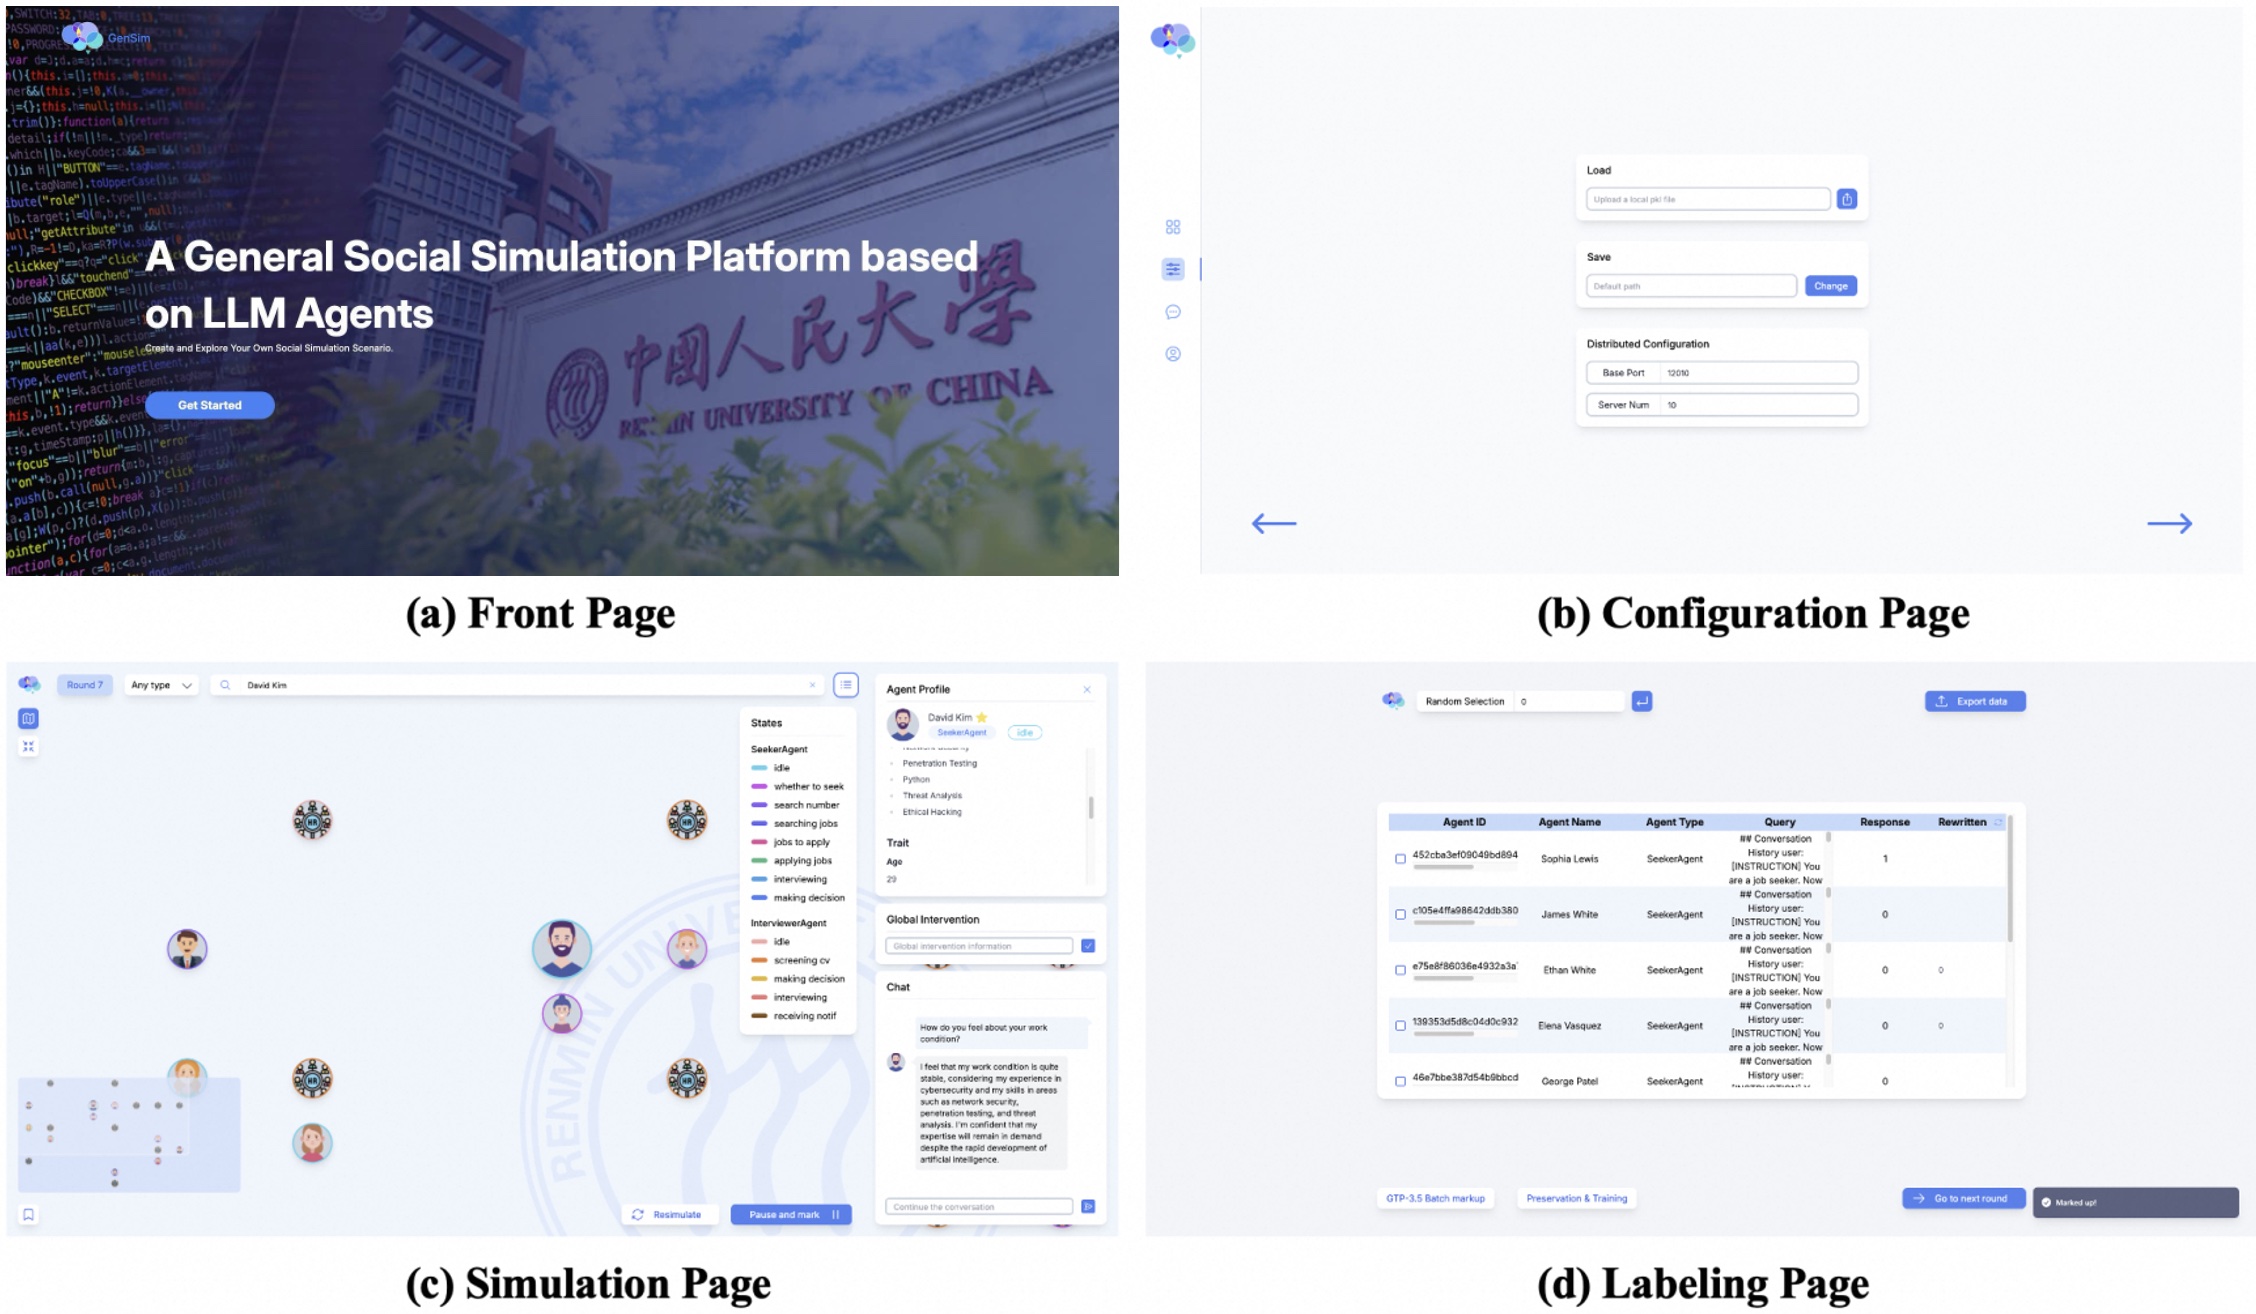 GenSim
A General Social Simulation Platform based
on LLM Agents
Create and Explore Your Own Social Simulation Scenario.
Get Started
中国人民大学
RENMIN UNIVERSITY OF CHINA
(a) Front Page
Load
Upload a local pkl file
Save
Default path
Change
Distributed Configuration
Base Port 12010
Server Num 10
(b) Configuration Page
Round 7
Any type
David Kim
States
SeekerAgent
idle
whether to seek
search number
searching jobs
jobs to apply
applying jobs
interviewing
making decision
InterviewerAgent
idle
screening cv
making decision
interviewing
receiving notif
HR
HR
HR
HR
RENMIN UNIVE
Resimulate
Pause and mark
Agent Profile
David Kim
SeekerAgent idle
Network Security
Penetration Testing
Python
Threat Analysis
Ethical Hacking
Trait
Age
29
Global Intervention
Global intervention information
Chat
How do you feel about your work
condition?
I feel that my work condition is quite
stable, considering my experience in
cybersecurity and my skills in areas
such as network security,
penetration testing, and threat
analysis. I'm confident that my
expertise will remain in demand
despite the rapid development of
artificial intelligence.
Continue the conversation
(c) Simulation Page
Random Selection 0
Export data
Agent ID Agent Name Agent Type Query Response Rewritten
452cba3ef09049bd894 Sophia Lewis SeekerAgent ## Conversation History user: [INSTRUCTION] You are a job seeker. Now 1
c105e4ffa98642ddb380 James White SeekerAgent ## Conversation History user: [INSTRUCTION] You are a job seeker. Now 0
e75e8f86036e4932a3a Ethan White SeekerAgent ## Conversation History user: [INSTRUCTION] You are a job seeker. Now 0 0
139353d5d8c04d0c932 Elena Vasquez SeekerAgent ## Conversation History user: [INSTRUCTION] You are a job seeker. Now 0 0
46e7bbe387d54b9bbcd George Patel SeekerAgent ## Conversation History user: 0
GTP-3.5 Batch markup
Preservation & Training
Go to next round
Marked up!
(d) Labeling Page